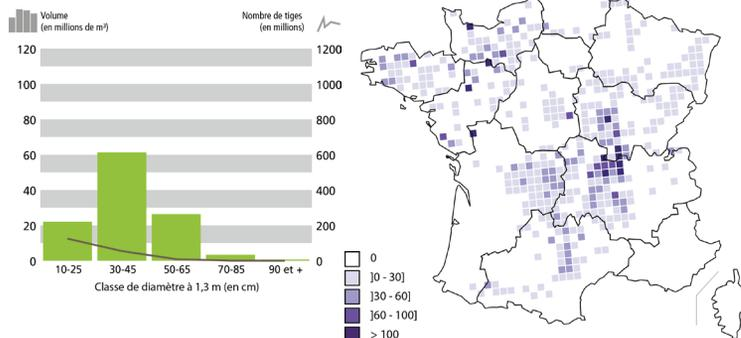 Volume
(en millions de m³)
Nombre de tiges
(en millions)
120
100
80
60
40
20
0
1200
1000
800
600
400
200
0
10-25 30-45 50-65 70-85 90 et +
Classe de diamètre à 1,3 m (en cm)
0
]0 - 30]
]30 - 60]
]60 - 100]
> 100